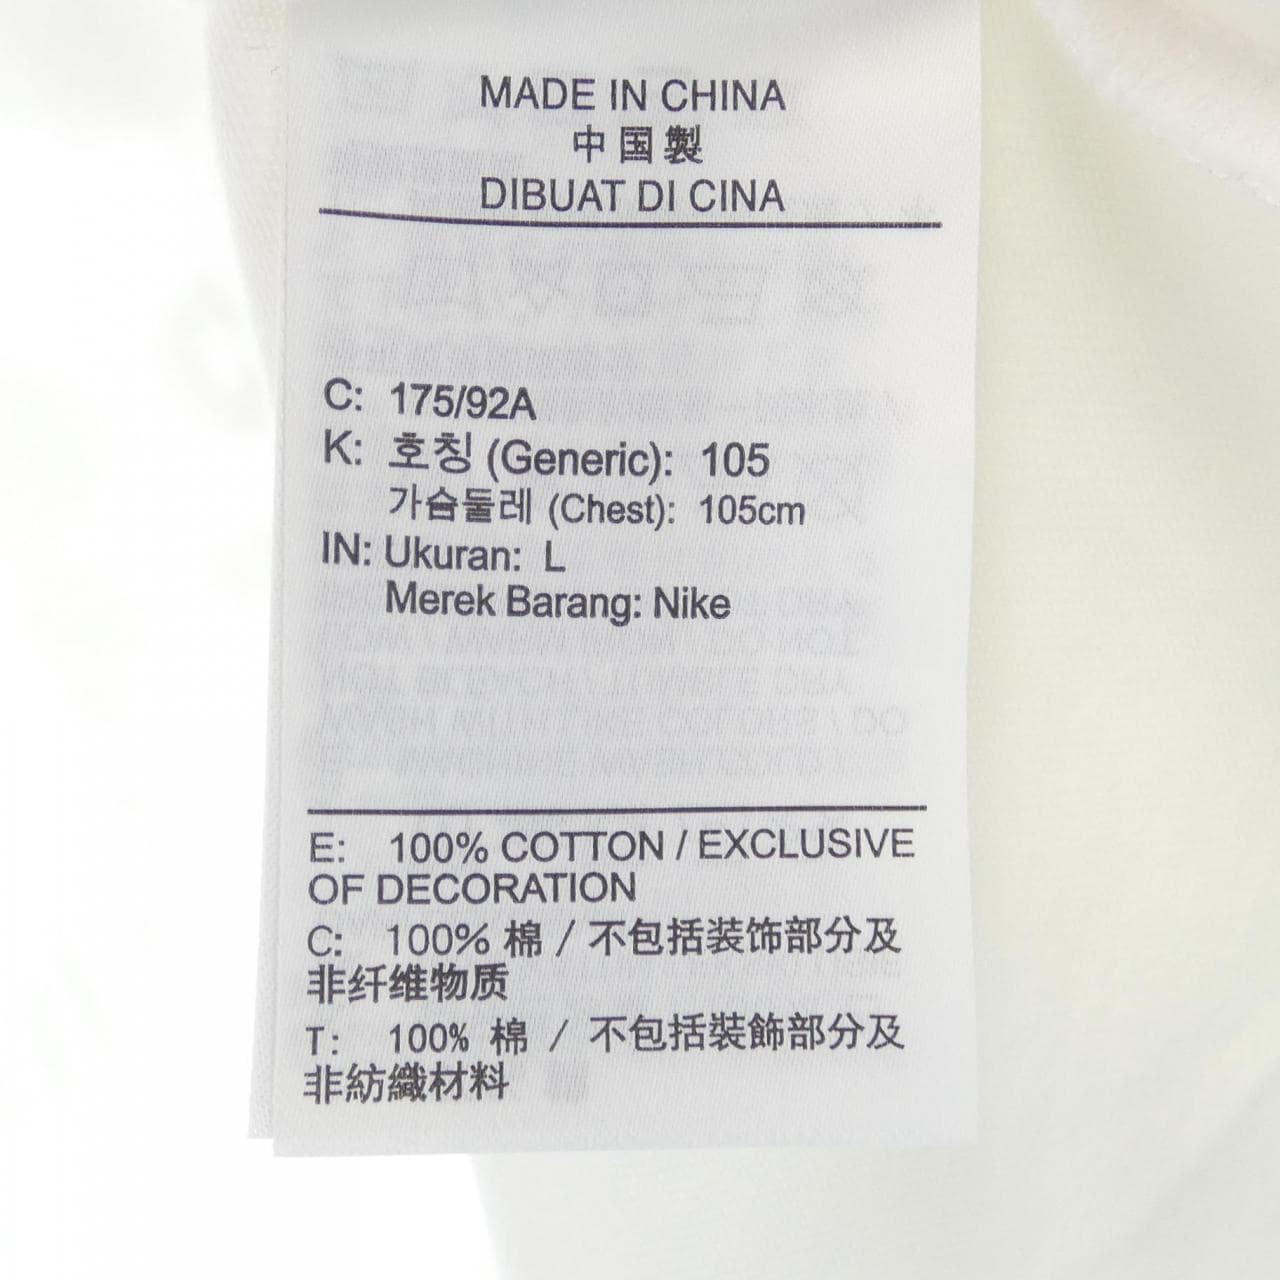 MADE IN CHINA
中国製
DIBUAT DI CINA
C: 175/92A
K: 호칭 (Generic): 105
가슴둘레 (Chest): 105cm
IN: Ukuran: L
Merek Barang: Nike
E: 100% COTTON / EXCLUSIVE
OF DECORATION
C: 100% 棉 / 不包括装饰部分及
非纤维物质
T: 100% 棉 / 不包括裝飾部分及
非紡織材料